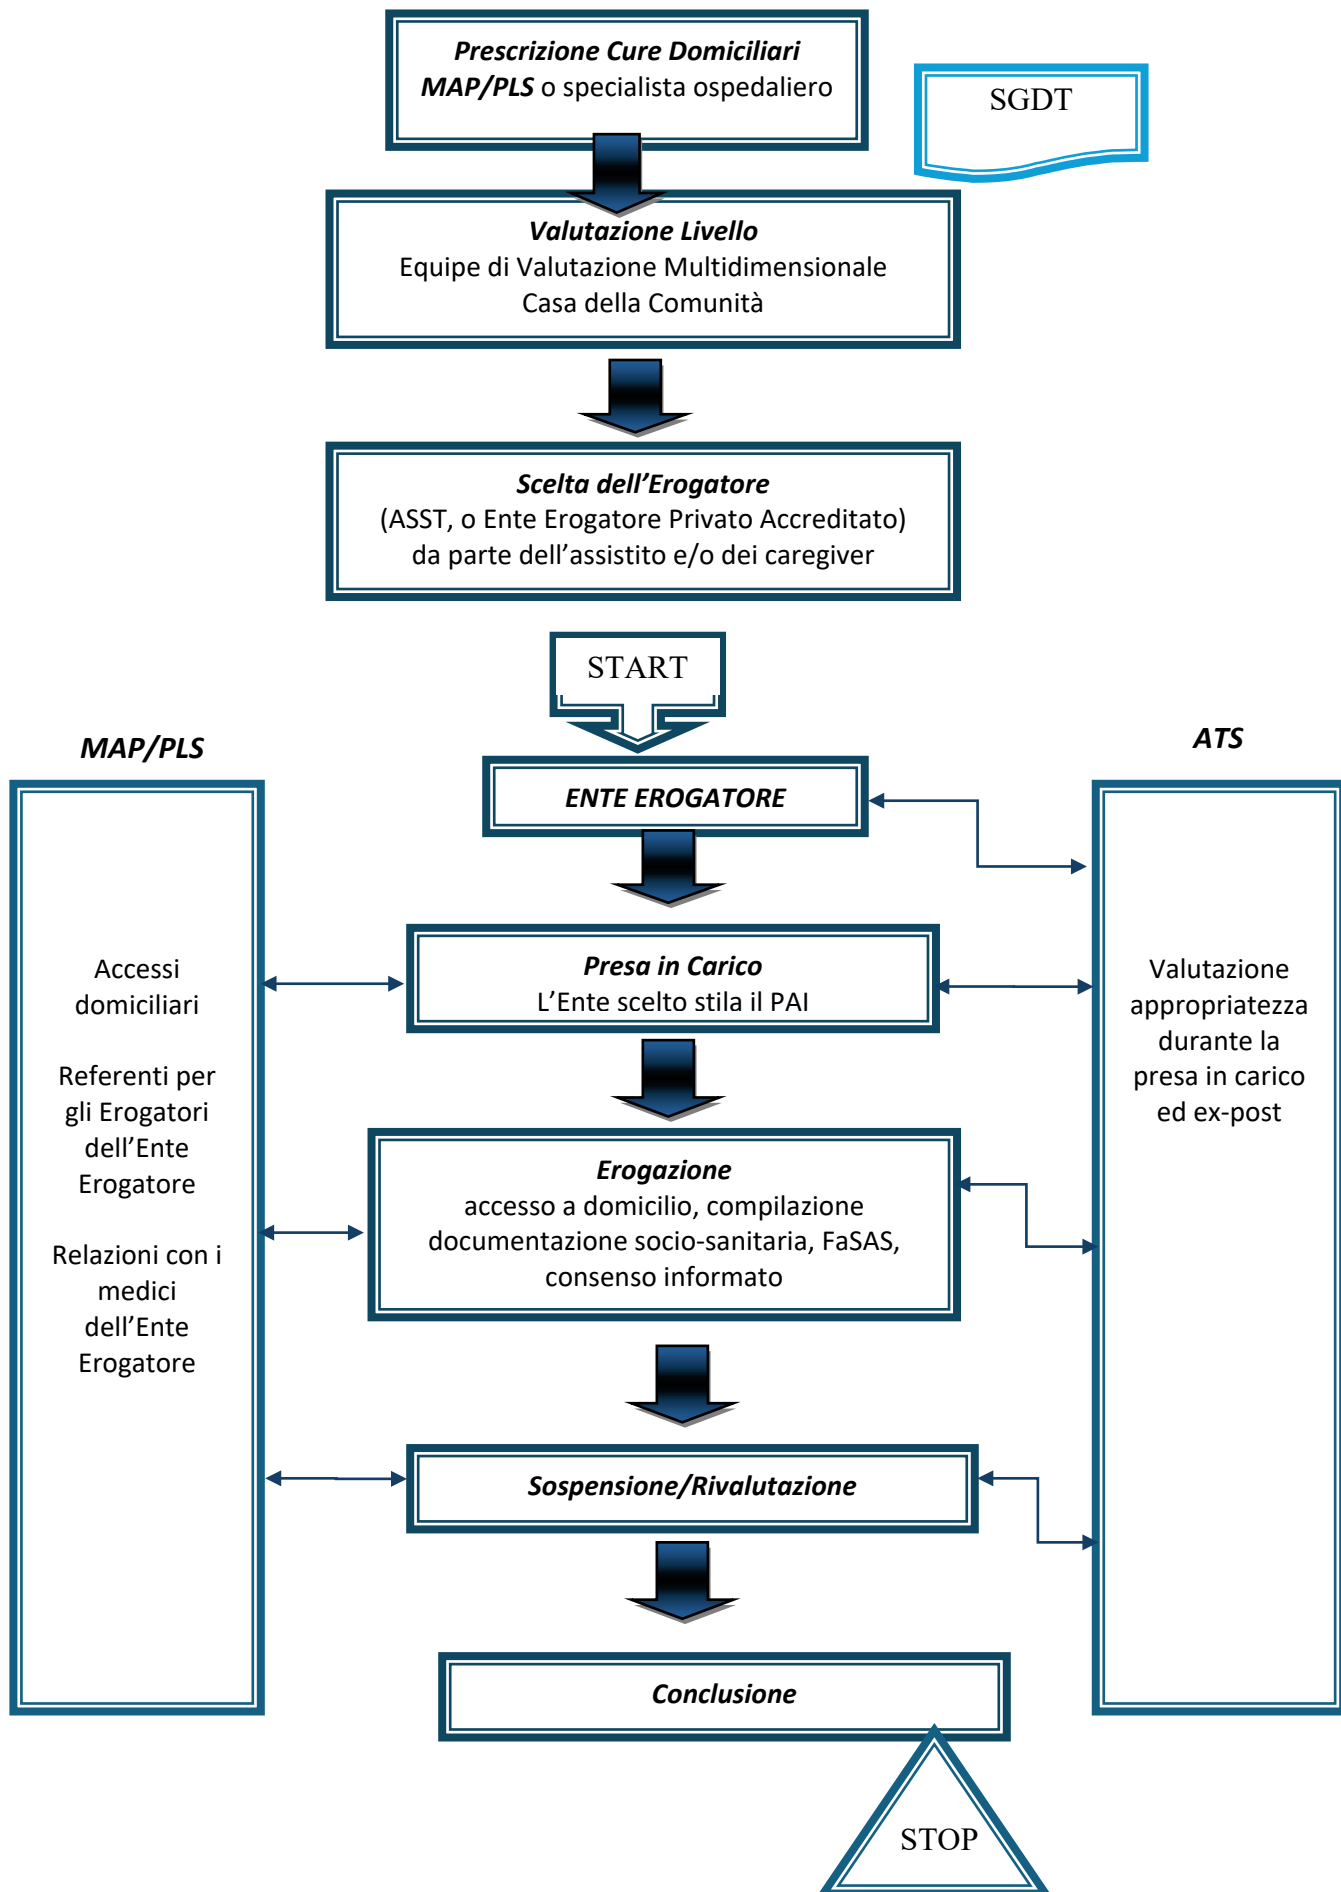 Prescrizione Cure Domiciliari
MAP/PLS o specialista ospedaliero
SGDT
Valutazione Livello
Equipe di Valutazione Multidimensionale
Casa della Comunità
Scelta dell’Erogatore
(ASST, o Ente Erogatore Privato Accreditato)
da parte dell’assistito e/o dei caregiver
START
MAP/PLS
ATS
ENTE EROGATORE
Accessi
domiciliari
Referenti per
gli Erogatori
dell’Ente
Erogatore
Relazioni con i
medici
dell’Ente
Erogatore
Presa in Carico
L’Ente scelto stila il PAI
Valutazione
appropriatezza
durante la
presa in carico
ed ex-post
Erogazione
accesso a domicilio, compilazione
documentazione socio-sanitaria, FaSAS,
consenso informato
Sospensione/Rivalutazione
Conclusione
STOP